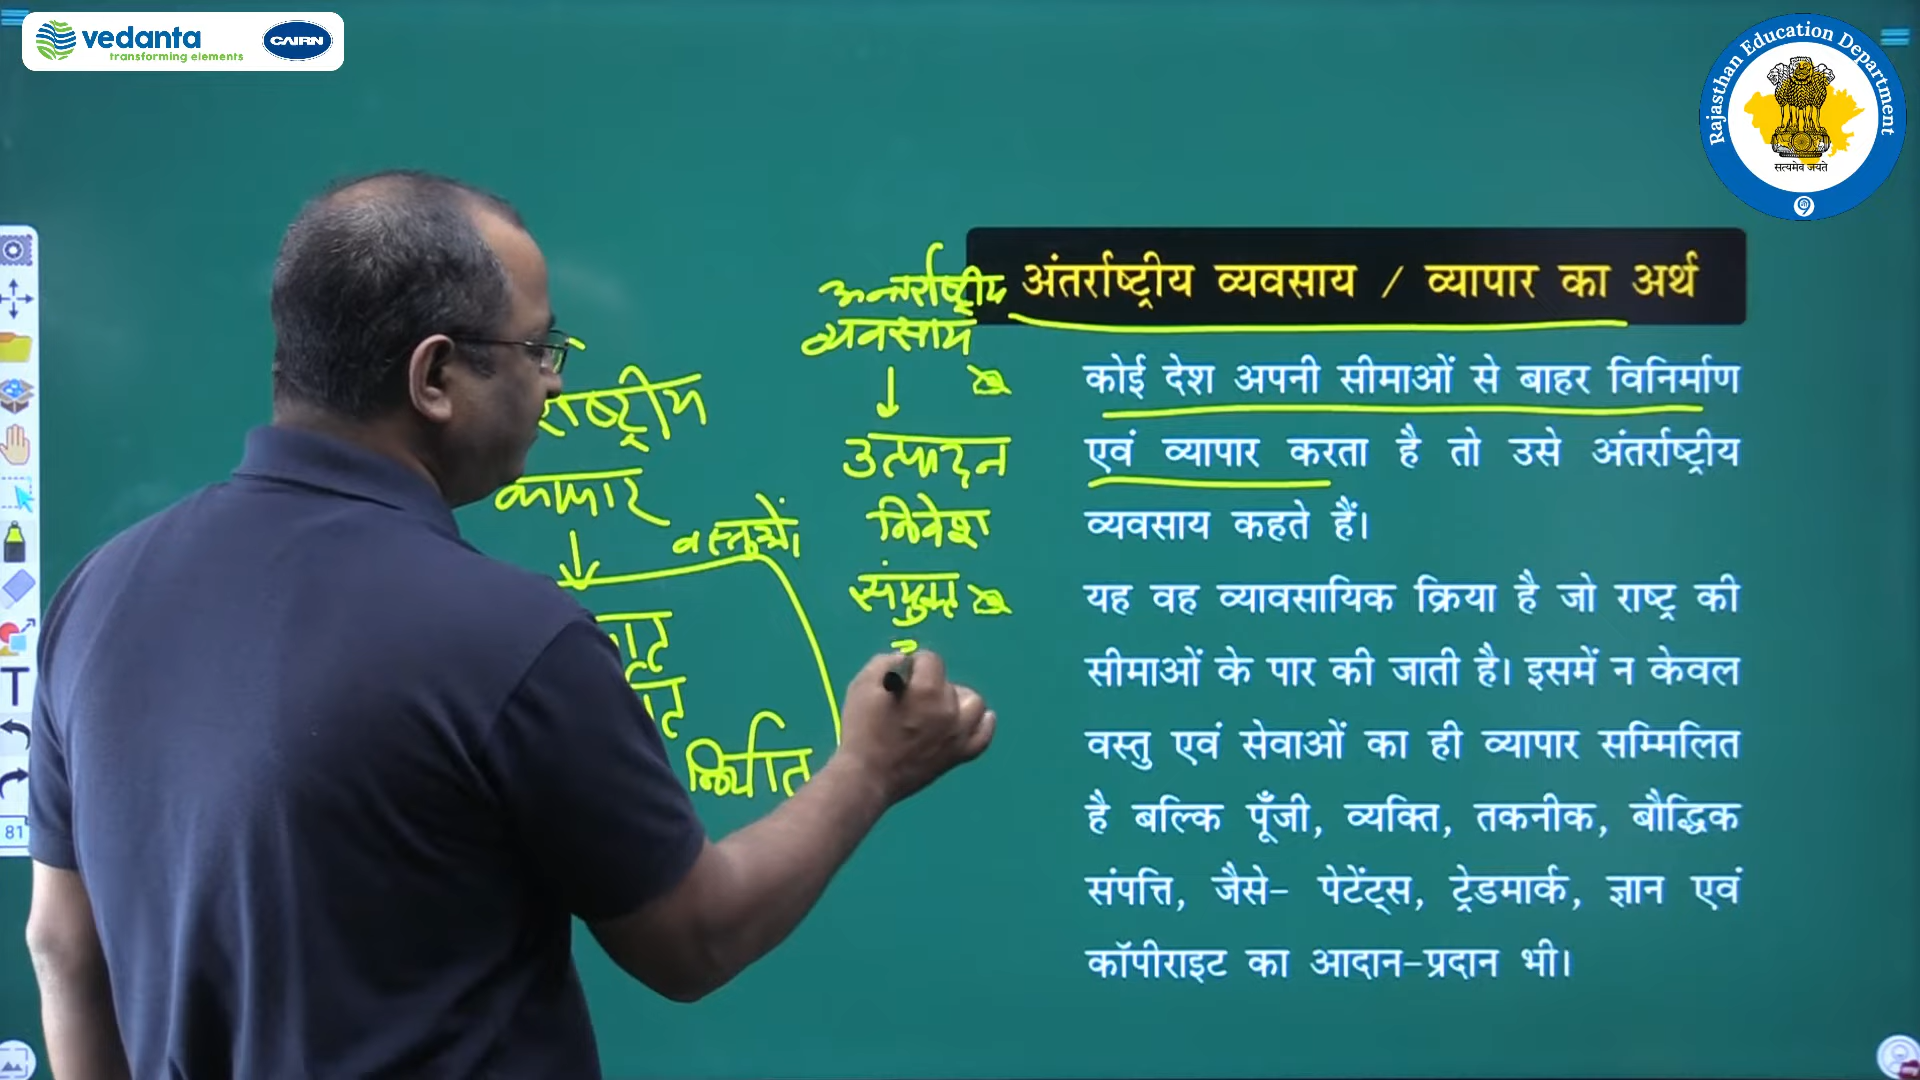 vedanta
transforming elements
CAIRN
Rajasthan Education Department
सत्यमेव जयते
अंतर्राष्ट्रीय व्यवसाय / व्यापार का अर्थ
कोई देश अपनी सीमाओं से बाहर विनिर्माण
एवं व्यापार करता है तो उसे अंतर्राष्ट्रीय
व्यवसाय कहते हैं।
यह वह व्यावसायिक क्रिया है जो राष्ट्र की
सीमाओं के पार की जाती है। इसमें न केवल
वस्तु एवं सेवाओं का ही व्यापार सम्मिलित
है बल्कि पूँजी, व्यक्ति, तकनीक, बौद्धिक
संपत्ति, जैसे– पेटेंट्स, ट्रेडमार्क, ज्ञान एवं
कॉपीराइट का आदान–प्रदान भी।
अन्तर्राष्ट्रीय
व्यवसाय
उत्पादन
निवेश
संयुक्त
राष्ट्रीय
निर्यात
T
81